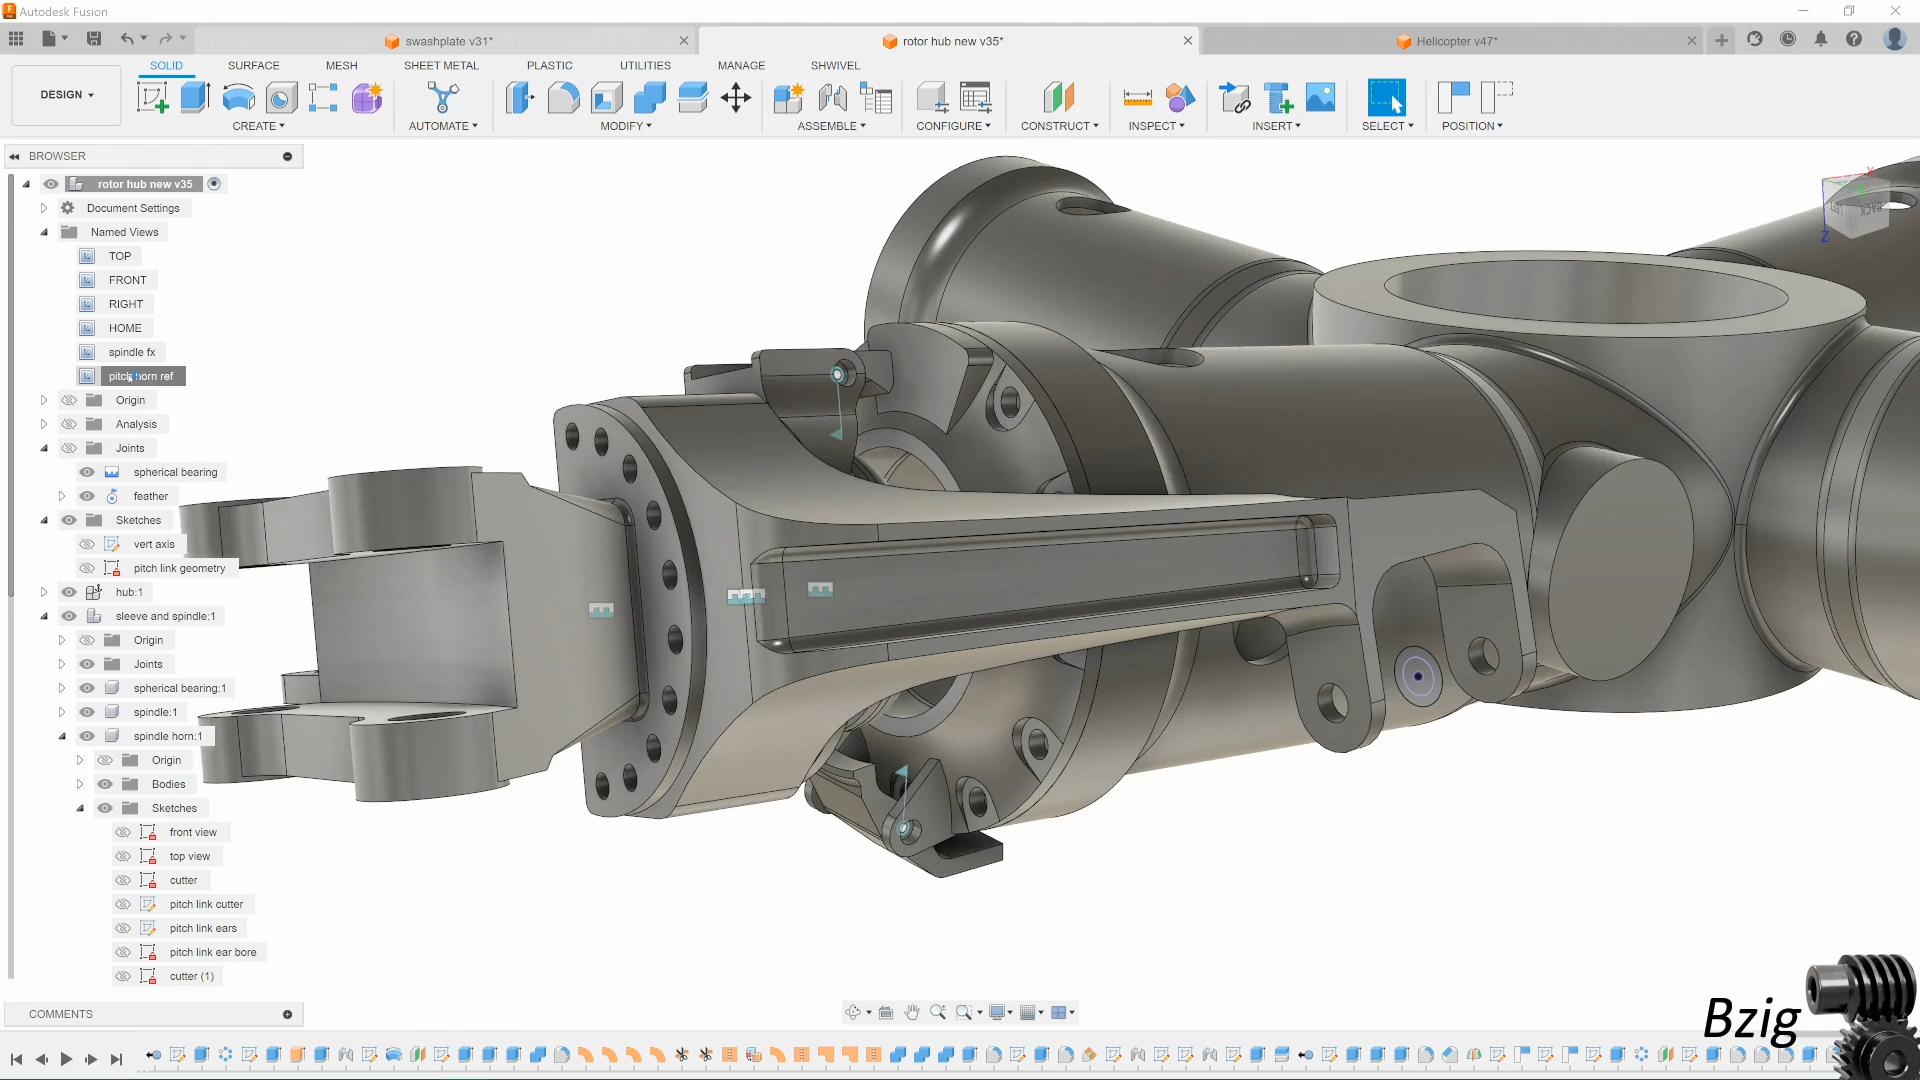 Autodesk Fusion
swashplate v31*
rotor hub new v35*
Helicopter v47*
SOLID SURFACE MESH SHEET METAL PLASTIC UTILITIES MANAGE SHWIVEL
DESIGN
CREATE AUTOMATE MODIFY ASSEMBLE CONFIGURE CONSTRUCT INSPECT INSERT SELECT POSITION
BROWSER
rotor hub new v35
Document Settings
Named Views
TOP
FRONT
RIGHT
HOME
spindle fx
pitch horn ref
Origin
Analysis
Joints
spherical bearing
feather
Sketches
vert axis
pitch link geometry
hub:1
sleeve and spindle:1
Origin
Joints
spherical bearing:1
spindle:1
spindle horn:1
Origin
Bodies
Sketches
front view
top view
cutter
pitch link cutter
pitch link ears
pitch link ear bore
cutter (1)
COMMENTS
X
Z
BACK
Bzig